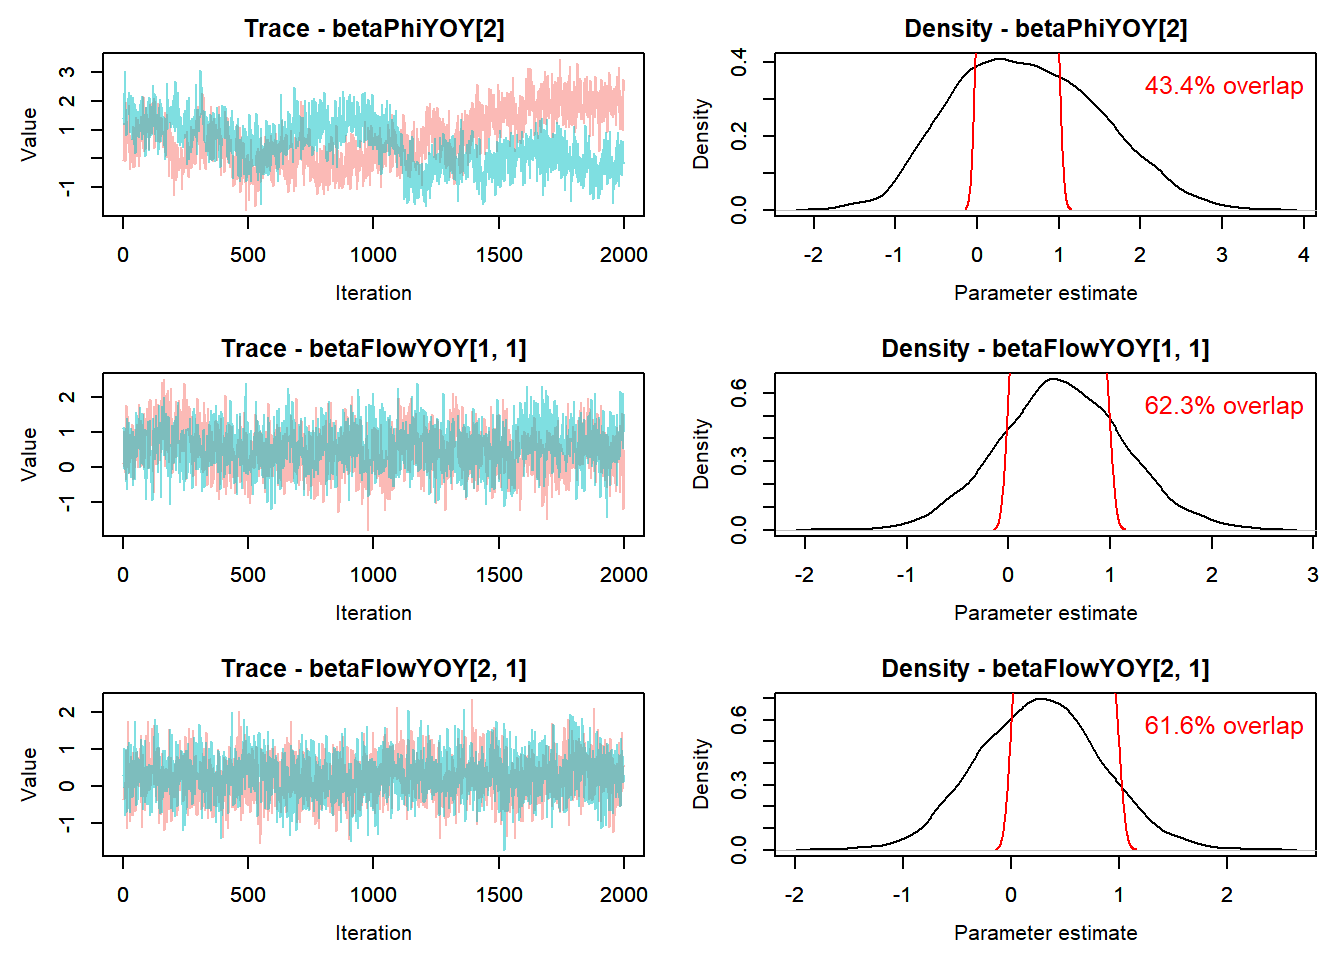 Trace - betaPhiYOY[2]
Value
3
2
1
-1
0 500 1000 1500 2000
Iteration
Density - betaPhiYOY[2]
43.4% overlap
Density
0.4
0.2
0.0
-2 -1 0 1 2 3 4
Parameter estimate
Trace - betaFlowYOY[1, 1]
Value
2
1
0
-1
0 500 1000 1500 2000
Iteration
Density - betaFlowYOY[1, 1]
62.3% overlap
Density
0.6
0.3
0.0
-2 -1 0 1 2 3
Parameter estimate
Trace - betaFlowYOY[2, 1]
Value
2
1
0
-1
0 500 1000 1500 2000
Iteration
Density - betaFlowYOY[2, 1]
61.6% overlap
Density
0.6
0.3
0.0
-2 -1 0 1 2
Parameter estimate